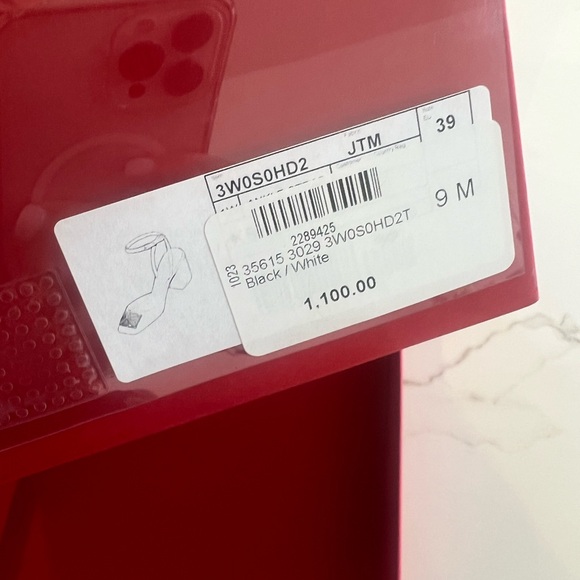 3W0S0HD2 JTM 39
2289425
1023 35615 3029 3W0S0HD2T 9 M
Black / White
1.100.00